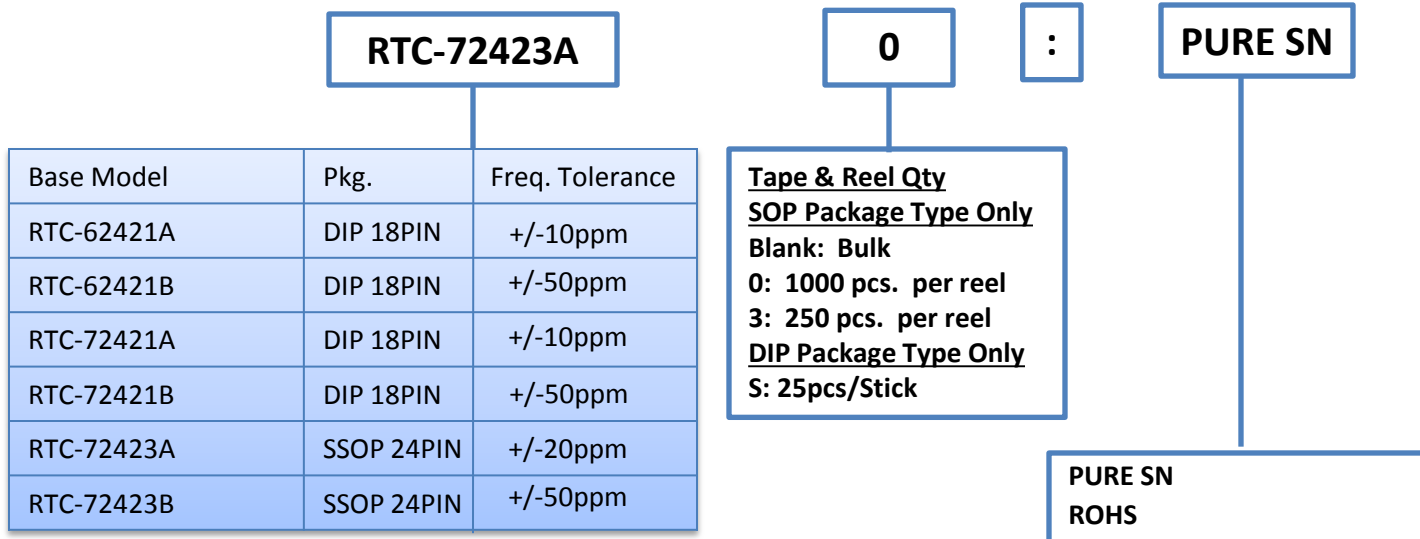 RTC-72423A 0 : PURE SN
Base Model Pkg. Freq. Tolerance
RTC-62421A DIP 18PIN +/-10ppm
RTC-62421B DIP 18PIN +/-50ppm
RTC-72421A DIP 18PIN +/-10ppm
RTC-72421B DIP 18PIN +/-50ppm
RTC-72423A SSOP 24PIN +/-20ppm
RTC-72423B SSOP 24PIN +/-50ppm
Tape & Reel Qty
SOP Package Type Only
Blank: Bulk
0: 1000 pcs. per reel
3: 250 pcs. per reel
DIP Package Type Only
S: 25pcs/Stick
PURE SN
ROHS